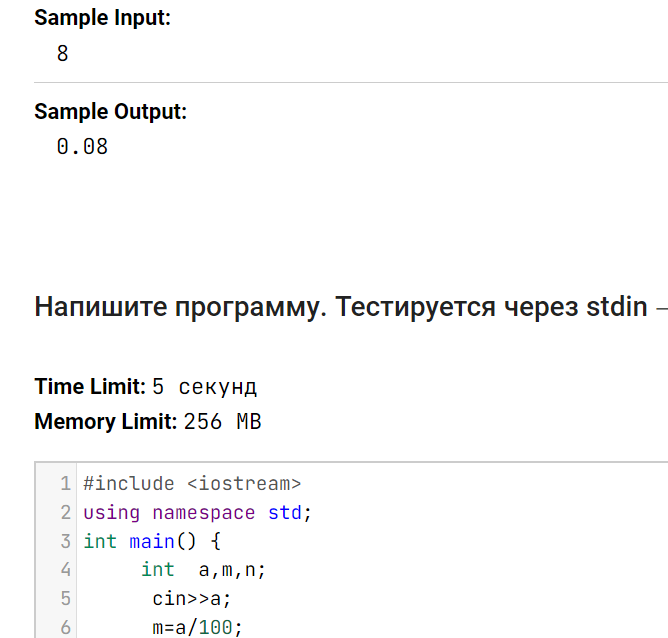 Sample Input:
8
Sample Output:
0.08
Напишите программу. Тестируется через stdin –
Time Limit: 5 секунд
Memory Limit: 256 MB
1 #include <iostream>
2 using namespace std;
3 int main() {
4 int  a,m,n;
5 cin>>a;
6 m=a/100;